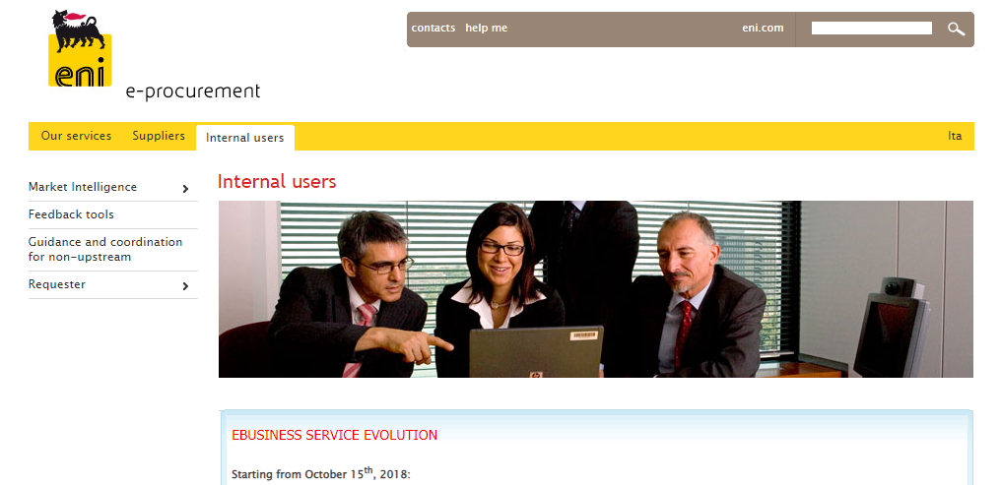 contacts help me eni.com
eni
e-procurement
Our services Suppliers Internal users Ita
Market Intelligence
Feedback tools
Guidance and coordination
for non-upstream
Requester
Internal users
hp
EBUSINESS SERVICE EVOLUTION
Starting from October 15th, 2018: